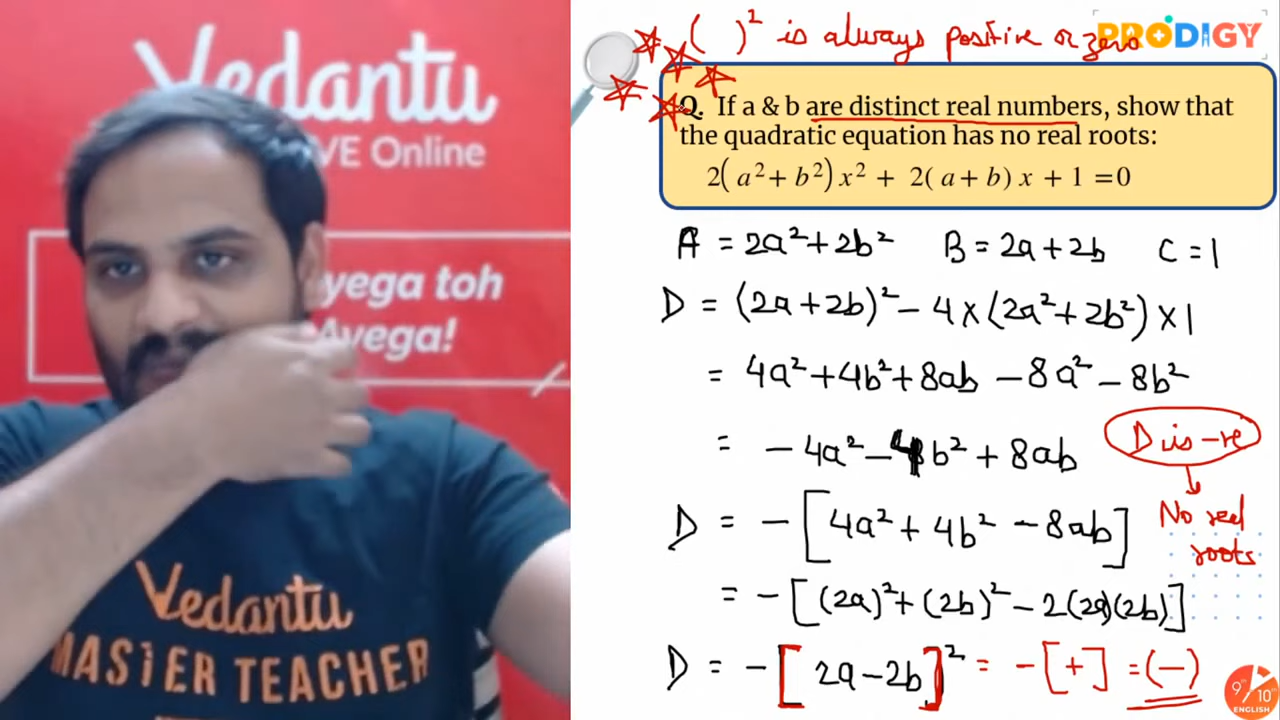 Vedantu
VE Online
yega toh
Avega!
Vedantu
MASTER TEACHER
( )² is always positive or zero
PRODIGY
Q. If a & b are distinct real numbers, show that
the quadratic equation has no real roots:
2( a² + b² ) x² + 2( a + b ) x + 1 = 0
A = 2a² + 2b² B = 2a + 2b C = 1
D = (2a + 2b)² - 4 × (2a² + 2b²) × 1
= 4a² + 4b² + 8ab - 8a² - 8b²
= - 4a² - 4b² + 8ab
D is -ve
No real
roots
D = - [ 4a² + 4b² - 8ab ]
= - [ (2a)² + (2b)² - 2(2a)(2b) ]
D = - [ 2a - 2b ]² = - [ + ] = (-)
9th/10th
ENGLISH